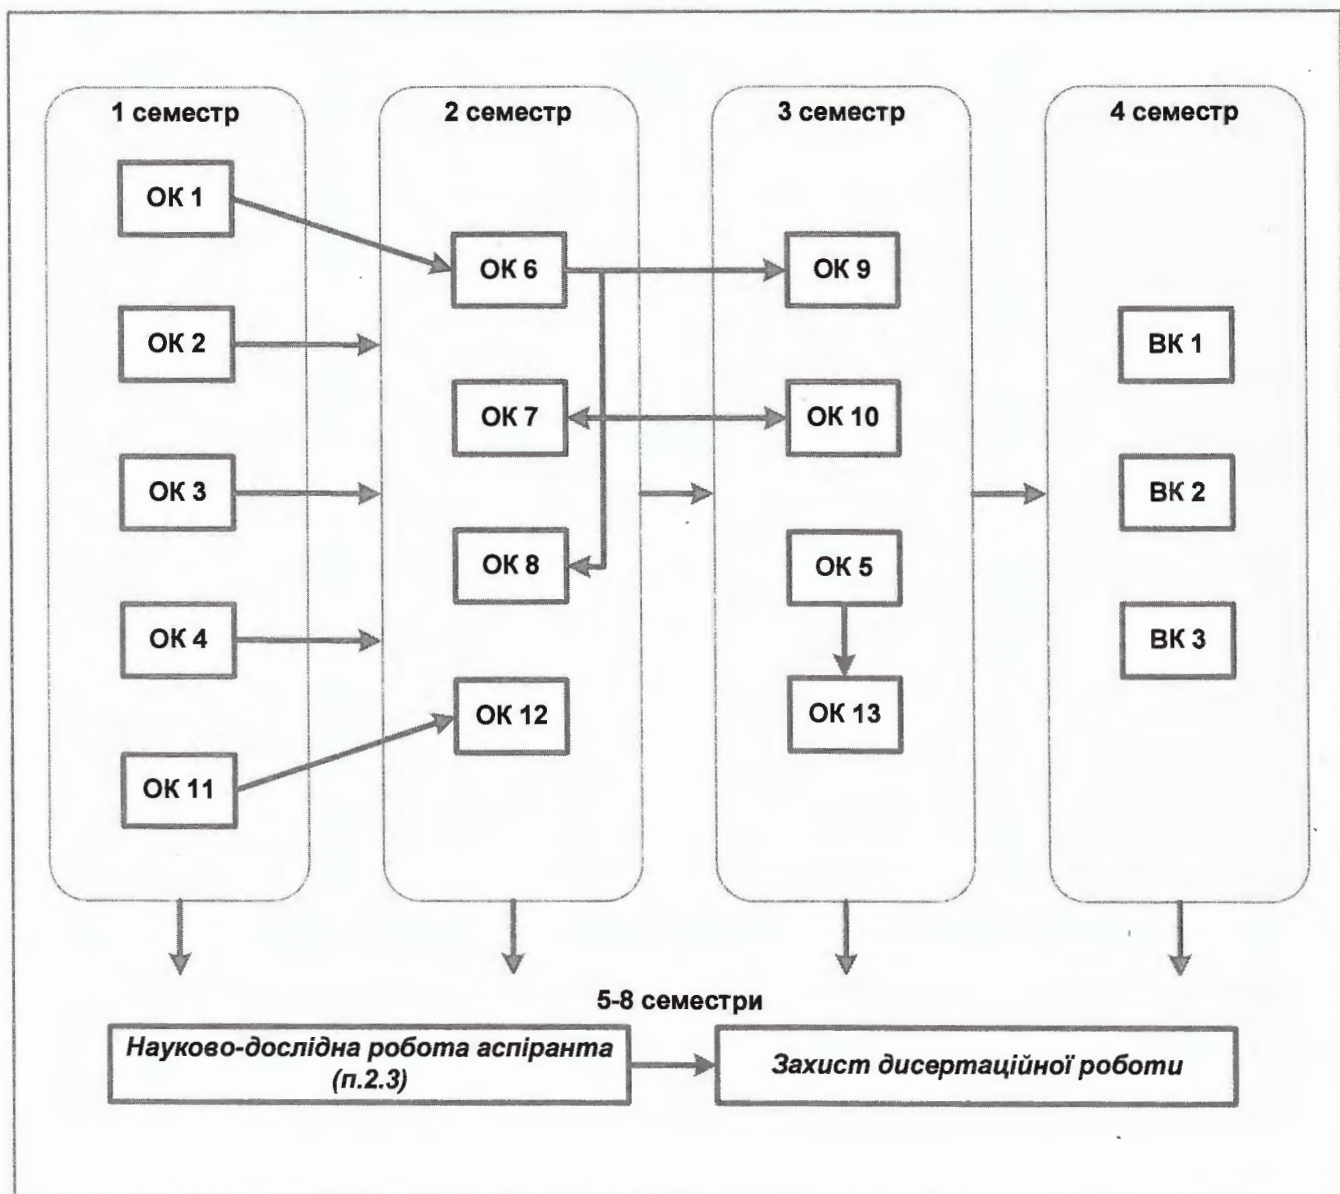 1 семестр
2 семестр
3 семестр
4 семестр
ОК 1
ОК 2
ОК 3
ОК 4
ОК 11
ОК 6
ОК 7
ОК 8
ОК 12
ОК 9
ОК 10
ОК 5
ОК 13
ВК 1
ВК 2
ВК 3
5-8 семестри
Науково-дослідна робота аспіранта
(п.2.3)
Захист дисертаційної роботи